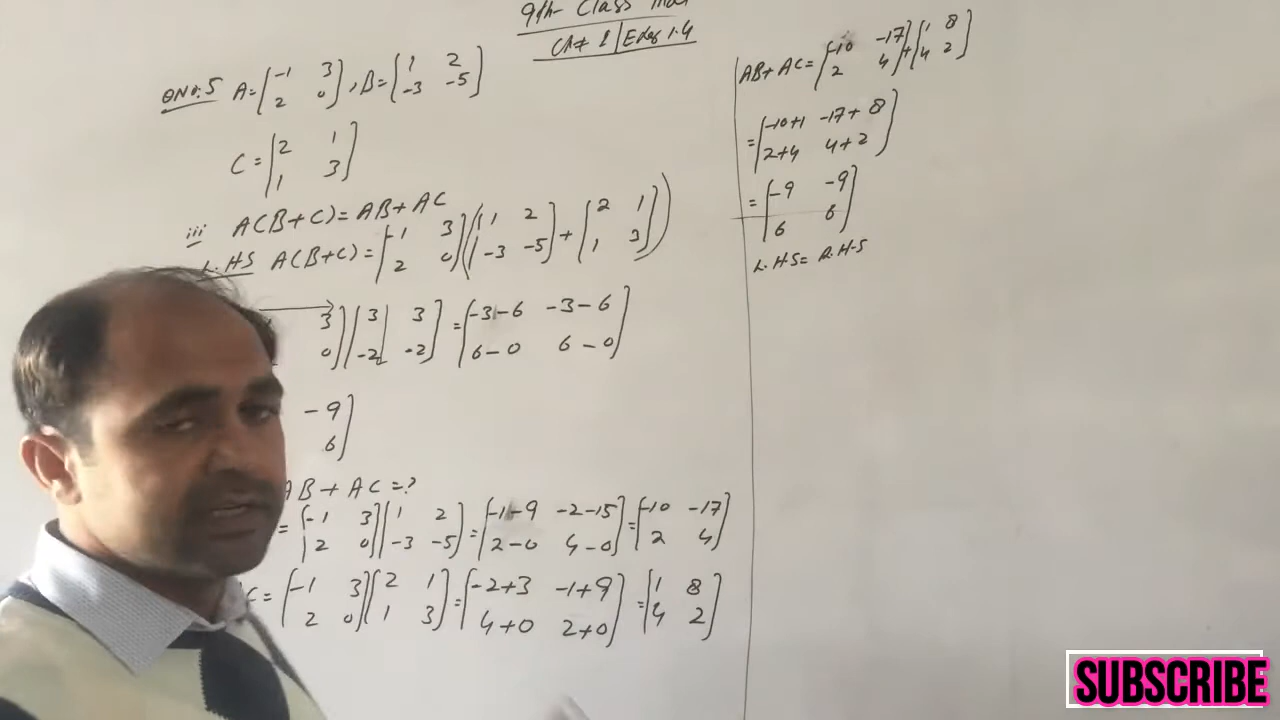 9th Class
Ch# 1 | Exer 1.4
QNO.5 A= [-1 3 2 0], B= [1 2 -3 -5]
C = [2 1 1 3]
iii A(B+C) = AB + AC
L.HS A(B+C) = [-1 3 2 0] ([1 2 -3 -5] + [2 1 1 3])
3 0] [3 3 -2 -2] = [-3-6 -3-6 6-0 6-0]
-9 6]
AB + AC = ?
= [-1 3 2 0] [1 2 -3 -5] = [-1-9 -2-15 2-0 4-0] = [-10 -17 2 4]
C = [-1 3 2 0] [2 1 1 3] = [-2+3 -1+9 4+0 2+0] = [1 8 4 2]
AB + AC = [-10 -17 2 4] + [1 8 4 2]
= [-10+1 -17+8 2+4 4+2]
= [-9 -9 6 6]
L.HS = R.H.S
SUBSCRIBE